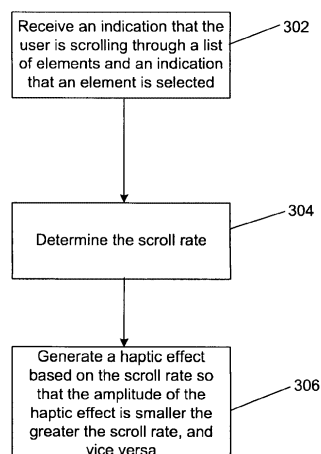 Receive an indication that the
user is scrolling through a list
of elements and an indication
that an element is selected
302
Determine the scroll rate
304
Generate a haptic effect
based on the scroll rate so
that the amplitude of the
haptic effect is smaller the
greater the scroll rate, and
vice versa
306